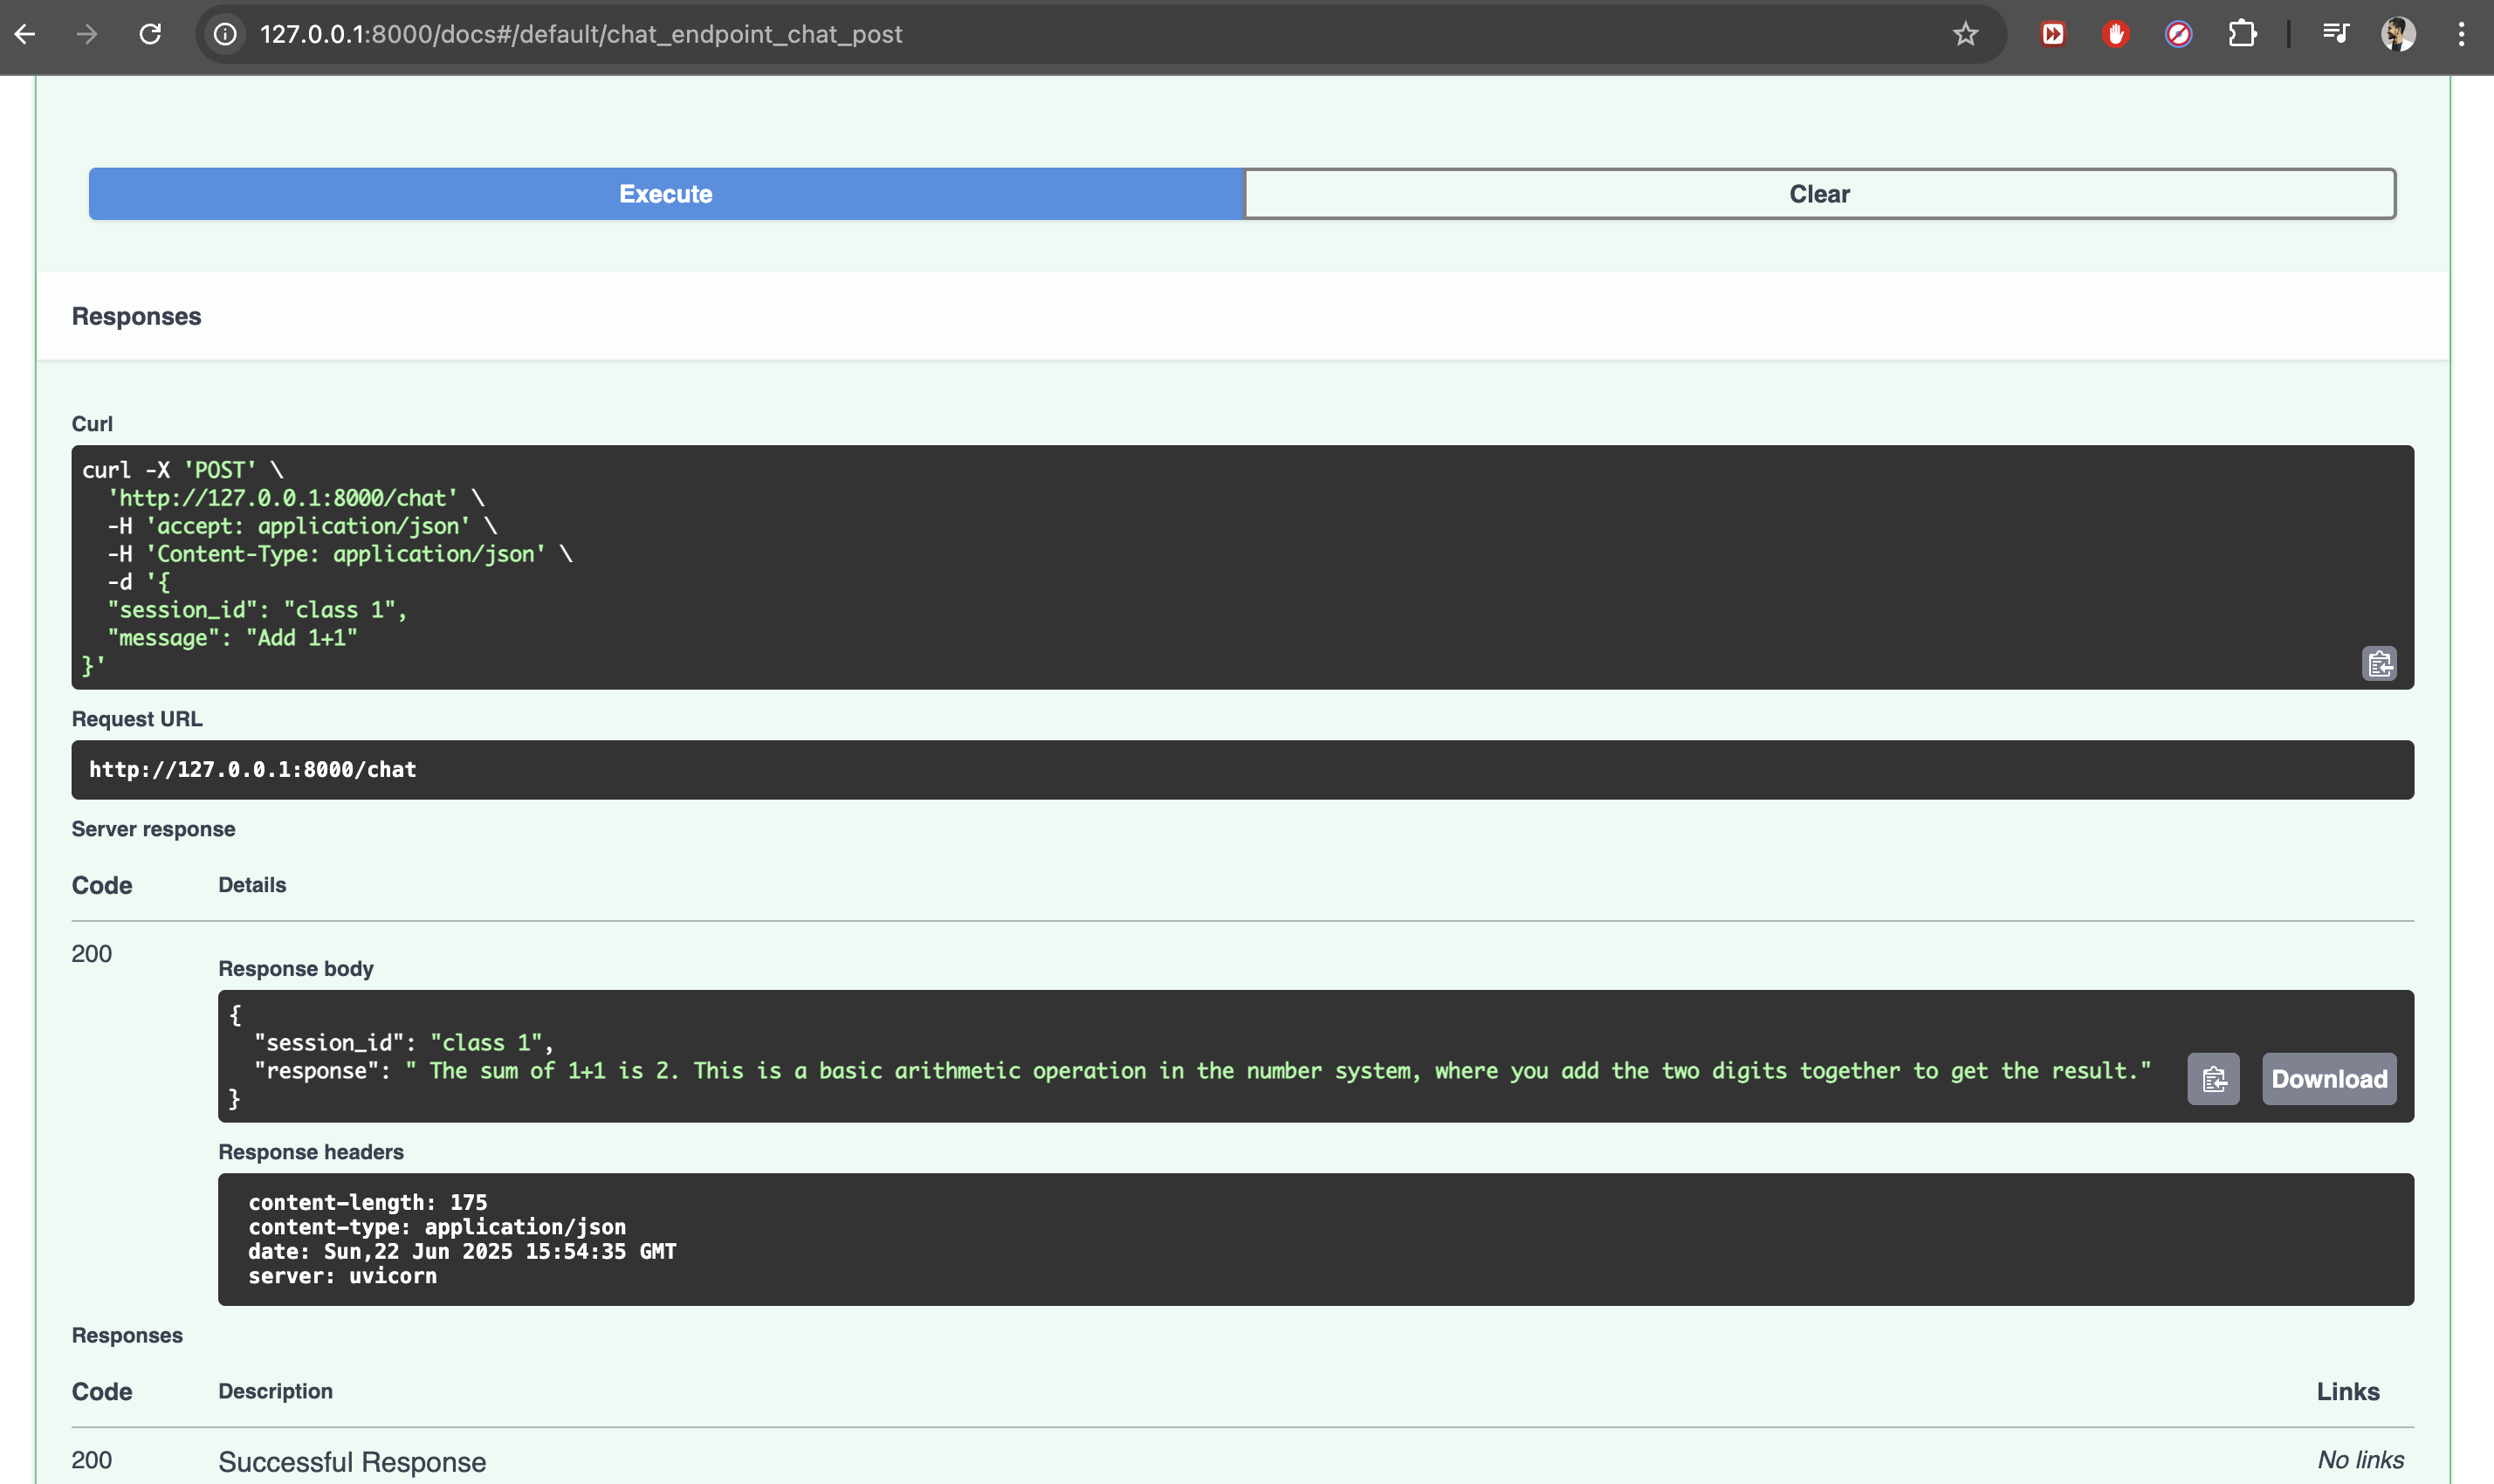 127.0.0.1:8000/docs#/default/chat_endpoint_chat_post
Execute
Clear
Responses
Curl
curl -X 'POST' \
  'http://127.0.0.1:8000/chat' \
  -H 'accept: application/json' \
  -H 'Content-Type: application/json' \
  -d '{
  "session_id": "class 1",
  "message": "Add 1+1"
}'
Request URL
http://127.0.0.1:8000/chat
Server response
Code Details
200
Response body
{
  "session_id": "class 1",
  "response": " The sum of 1+1 is 2. This is a basic arithmetic operation in the number system, where you add the two digits together to get the result."
}
Download
Response headers
content-length: 175
content-type: application/json
date: Sun,22 Jun 2025 15:54:35 GMT
server: uvicorn
Responses
Code Description Links
200 Successful Response No links